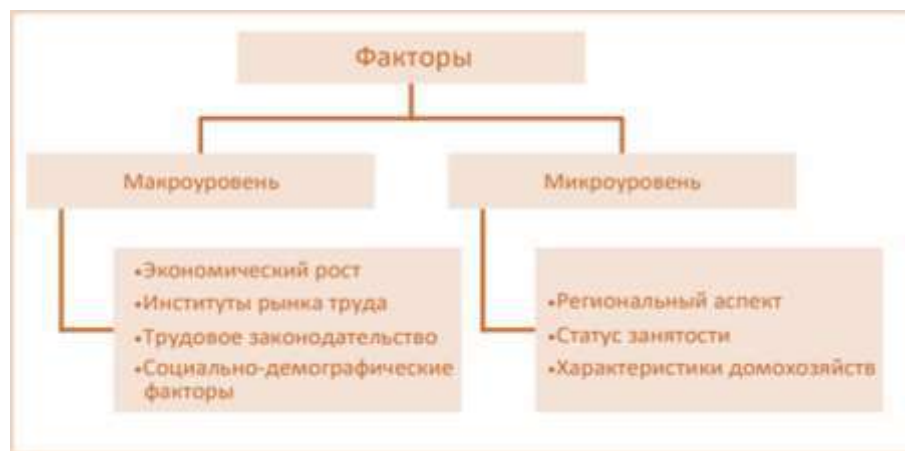 Факторы
Макроуровень
Микроуровень
•Экономический рост
•Институты рынка труда
•Трудовое законодательство
•Социально-демографические
факторы
•Региональный аспект
•Статус занятости
•Характеристики домохозяйств